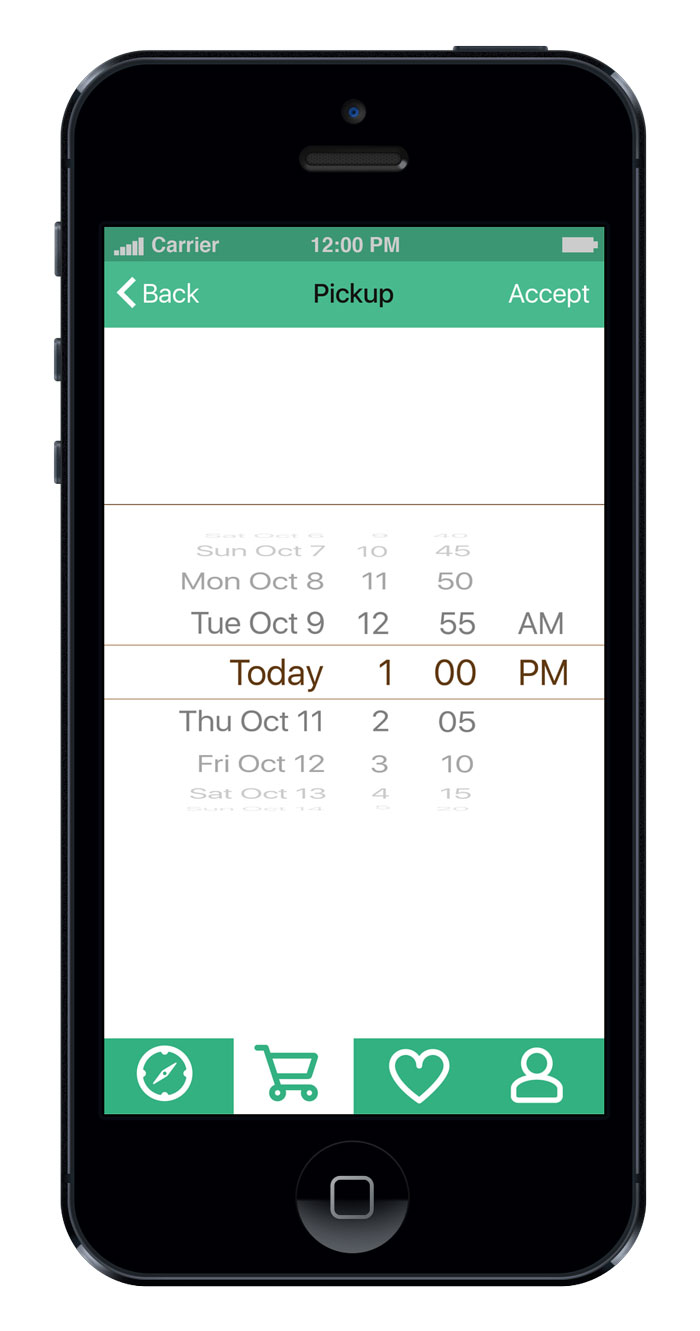 Carrier 12:00 PM
Back Pickup Accept
Sat Oct 6 9 40
Sun Oct 7 10 45
Mon Oct 8 11 50
Tue Oct 9 12 55 AM
Today 1 00 PM
Thu Oct 11 2 05
Fri Oct 12 3 10
Sat Oct 13 4 15
Sun Oct 14 5 20